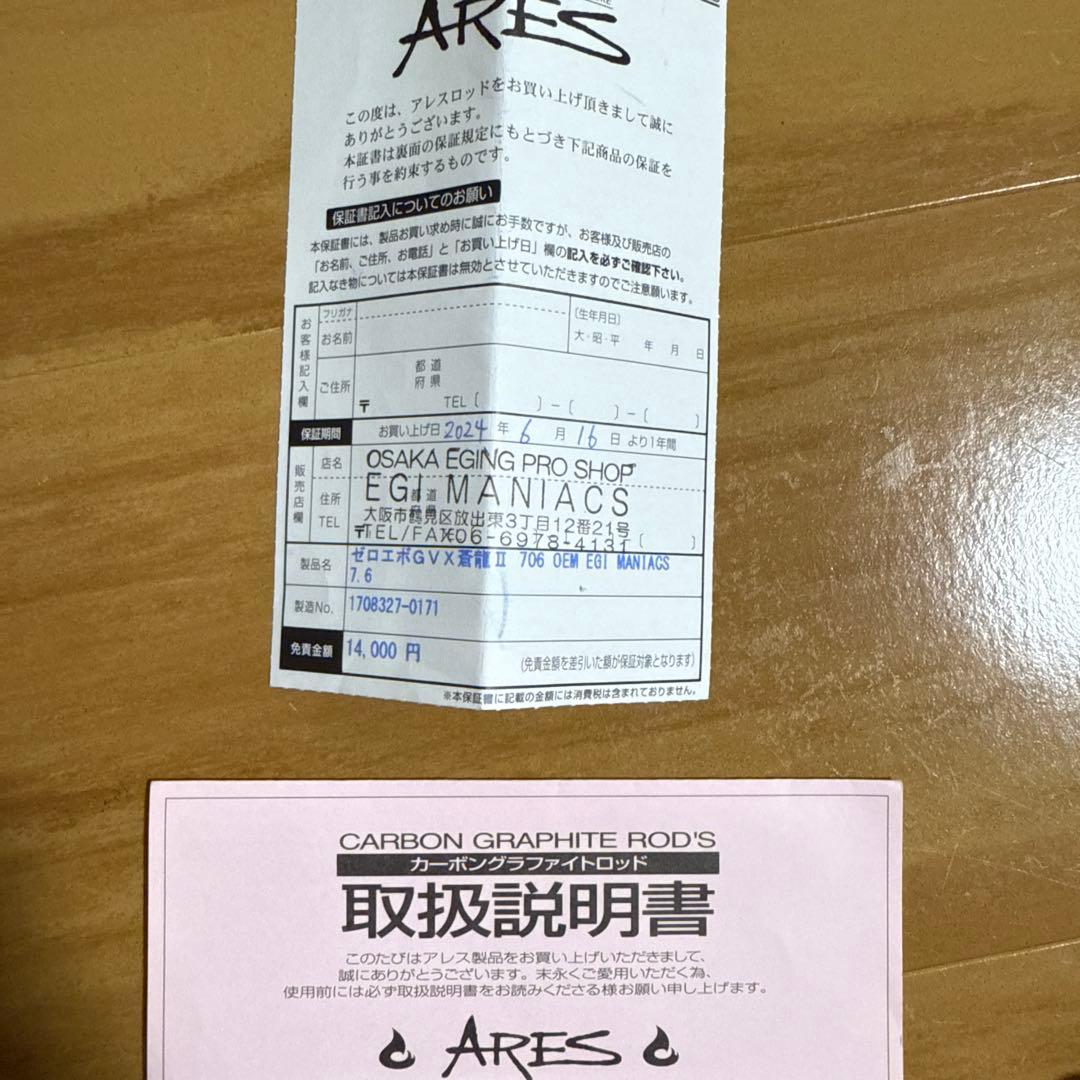 ARES
この度は、アレスロッドをお買い上げ頂きまして誠に
ありがとうございます。
本証書は裏面の保証規定にもとづき下記商品の保証を
行う事を約束するものです。
保証書記入についてのお願い
本保証書には、製品お買い求め時に誠にお手数ですが、お客様及び販売店の
「お名前、ご住所、お電話」と「お買い上げ日」欄の記入を必ずご確認下さい。
記入なき物については本保証書は無効とさせていただきますのでご注意願います。
お客様記入欄
フリガナ
お名前
〔生年月日〕
大・昭・平 年 月 日
ご住所
都 道
府 県
〒 TEL〔 〕−〔 〕−〔 〕
保証期間 お買い上げ日 2024 年 6 月 16 日 より1年間
販売店欄
店名 OSAKA EGING PRO SHOP
EGI MANIACS
住所 都 道
府 県
大阪市鶴見区放出東3丁目12番21号
TEL 〒 TEL/FAX06-6978-4131〔 〕
製品名 ゼロエボGVX蒼龍Ⅱ 706 OEM EGI MANIACS
7.6
製造No. 1708327-0171
免責金額 14,000 円
(免責金額を差引いた額が保証対象となります)
※本保証書に記載の金額には消費税は含まれておりません。
CARBON GRAPHITE ROD'S
カーボングラファイトロッド
取扱説明書
このたびはアレス製品をお買い上げいただきまして、
誠にありがとうございます。末永くご愛用いただく為、
使用前には必ず取扱説明書をお読みくださる様お願い申し上げます。
ARES